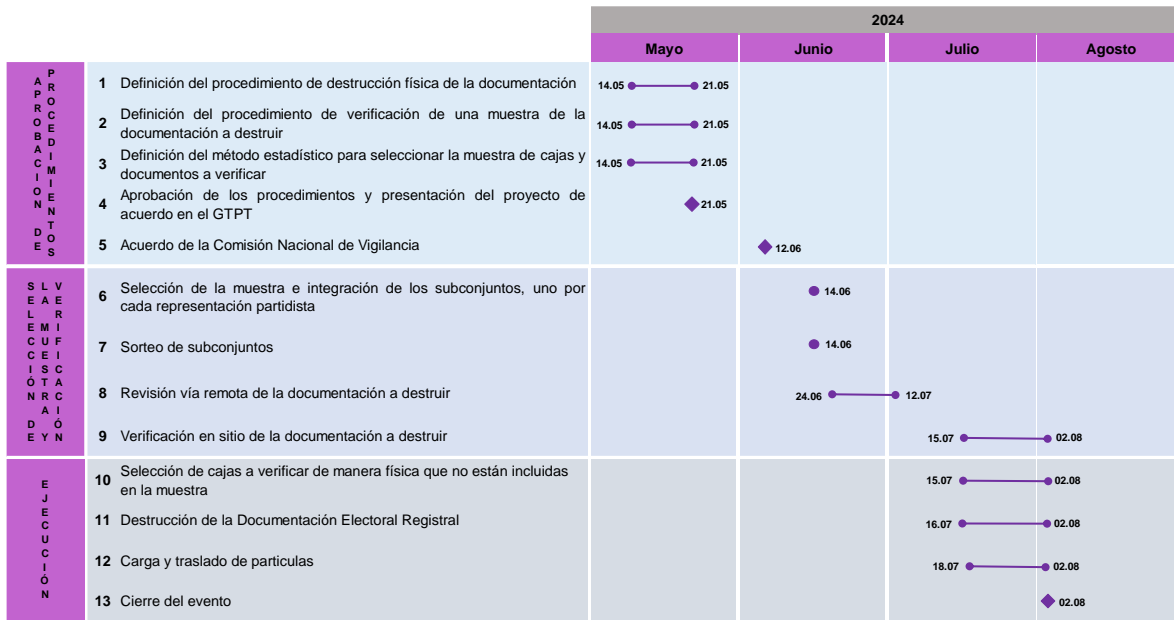 2024
Mayo Junio Julio Agosto
APROBACION DE
PROCEDIMIENTOS
1 Definición del procedimiento de destrucción física de la documentación 14.05 21.05
2 Definición del procedimiento de verificación de una muestra de la
documentación a destruir 14.05 21.05
3 Definición del método estadístico para seleccionar la muestra de cajas y
documentos a verificar 14.05 21.05
4 Aprobación de los procedimientos y presentación del proyecto de
acuerdo en el GTPT 21.05
5 Acuerdo de la Comisión Nacional de Vigilancia 12.06
SELECCIÓN DE
LA MUESTRA Y
VERIFICACIÓN
6 Selección de la muestra e integración de los subconjuntos, uno por
cada representación partidista 14.06
7 Sorteo de subconjuntos 14.06
8 Revisión vía remota de la documentación a destruir 24.06 12.07
9 Verificación en sitio de la documentación a destruir 15.07 02.08
EJECUCIÓN
10 Selección de cajas a verificar de manera física que no están incluidas
en la muestra 15.07 02.08
11 Destrucción de la Documentación Electoral Registral 16.07 02.08
12 Carga y traslado de particulas 18.07 02.08
13 Cierre del evento 02.08